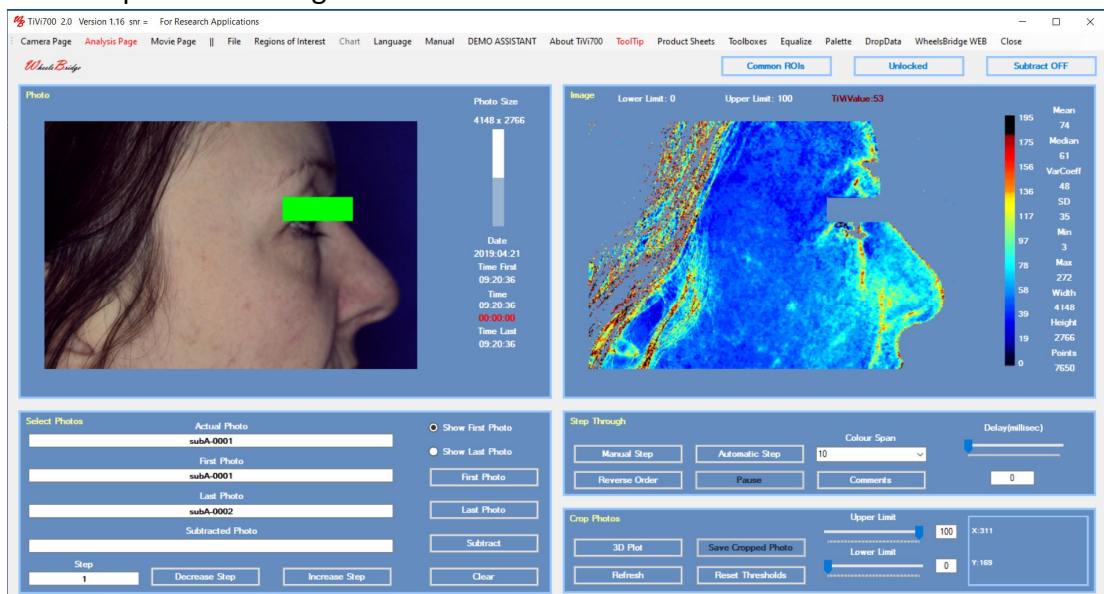 TiVi700 2.0 Version 1.16 snr = For Research Applications
Camera Page Analysis Page Movie Page || File Regions of Interest Chart Language Manual DEMO ASSISTANT About TiVi700 ToolTip Product Sheets Toolboxes Equalize Palette DropData WheelsBridge WEB Close
WheelsBridge
Common ROIs Unlocked Subtract OFF
Photo
Photo Size
4148 x 2766
Date
2019:04:21
Time First
09:20:36
Time
09:20:36
00:00:00
Time Last
09:20:36
Image Lower Limit: 0 Upper Limit: 100 TiViValue:53
195
175
156
136
117
97
78
58
39
19
0
Mean
74
Median
61
VarCoeff
48
SD
35
Min
3
Max
272
Width
4148
Height
2766
Points
7650
Select Photos
Actual Photo
subA-0001
First Photo
subA-0001
Last Photo
subA-0002
Subtracted Photo
Step
1
Decrease Step Increase Step
Show First Photo
Show Last Photo
First Photo
Last Photo
Subtract
Clear
Step Through
Manual Step Automatic Step
Reverse Order Pause
Colour Span
10
Comments
Delay(millisec)
0
Crop Photos
3D Plot Save Cropped Photo
Refresh Reset Thresholds
Upper Limit
100
Lower Limit
0
X:311
Y:169